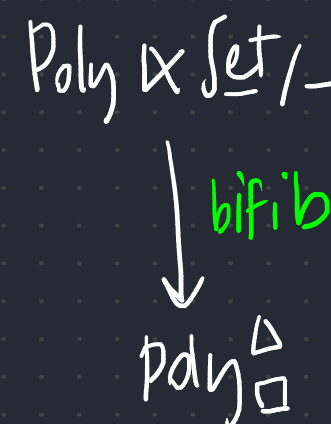 Poly ⋉ Set/-
bifib
Poly △
□